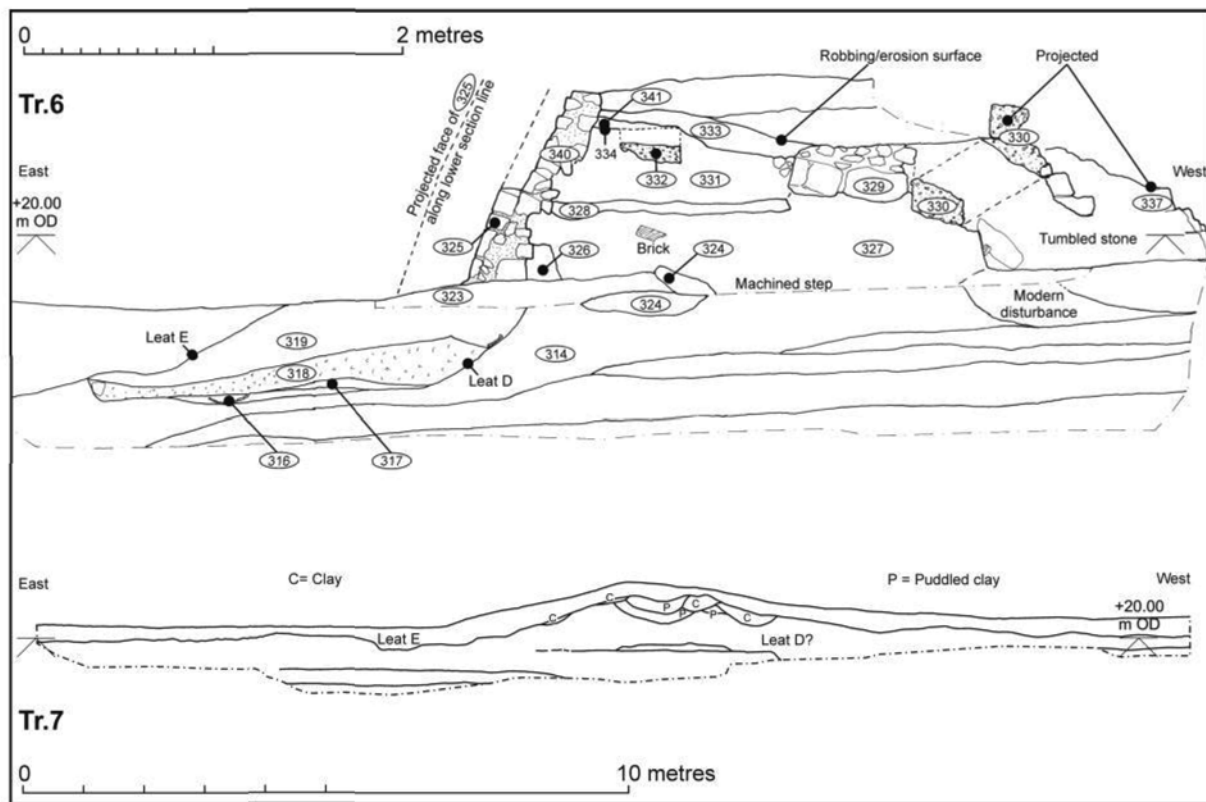 0
2 metres
Tr.6
East
+20.00
m OD
Projected face of 325
along lower section line
Robbing/erosion surface
Projected
341
333
334
340
332
331
330
329
West
337
328
330
325
326
Brick
324
327
Tumbled stone
Machined step
323
324
Modern
disturbance
Leat E
319
314
318
Leat D
316
317
East
C= Clay
P = Puddled clay
West
+20.00
m OD
C
C
P
P
C
P
C
Leat E
Leat D?
Tr.7
0
10 metres